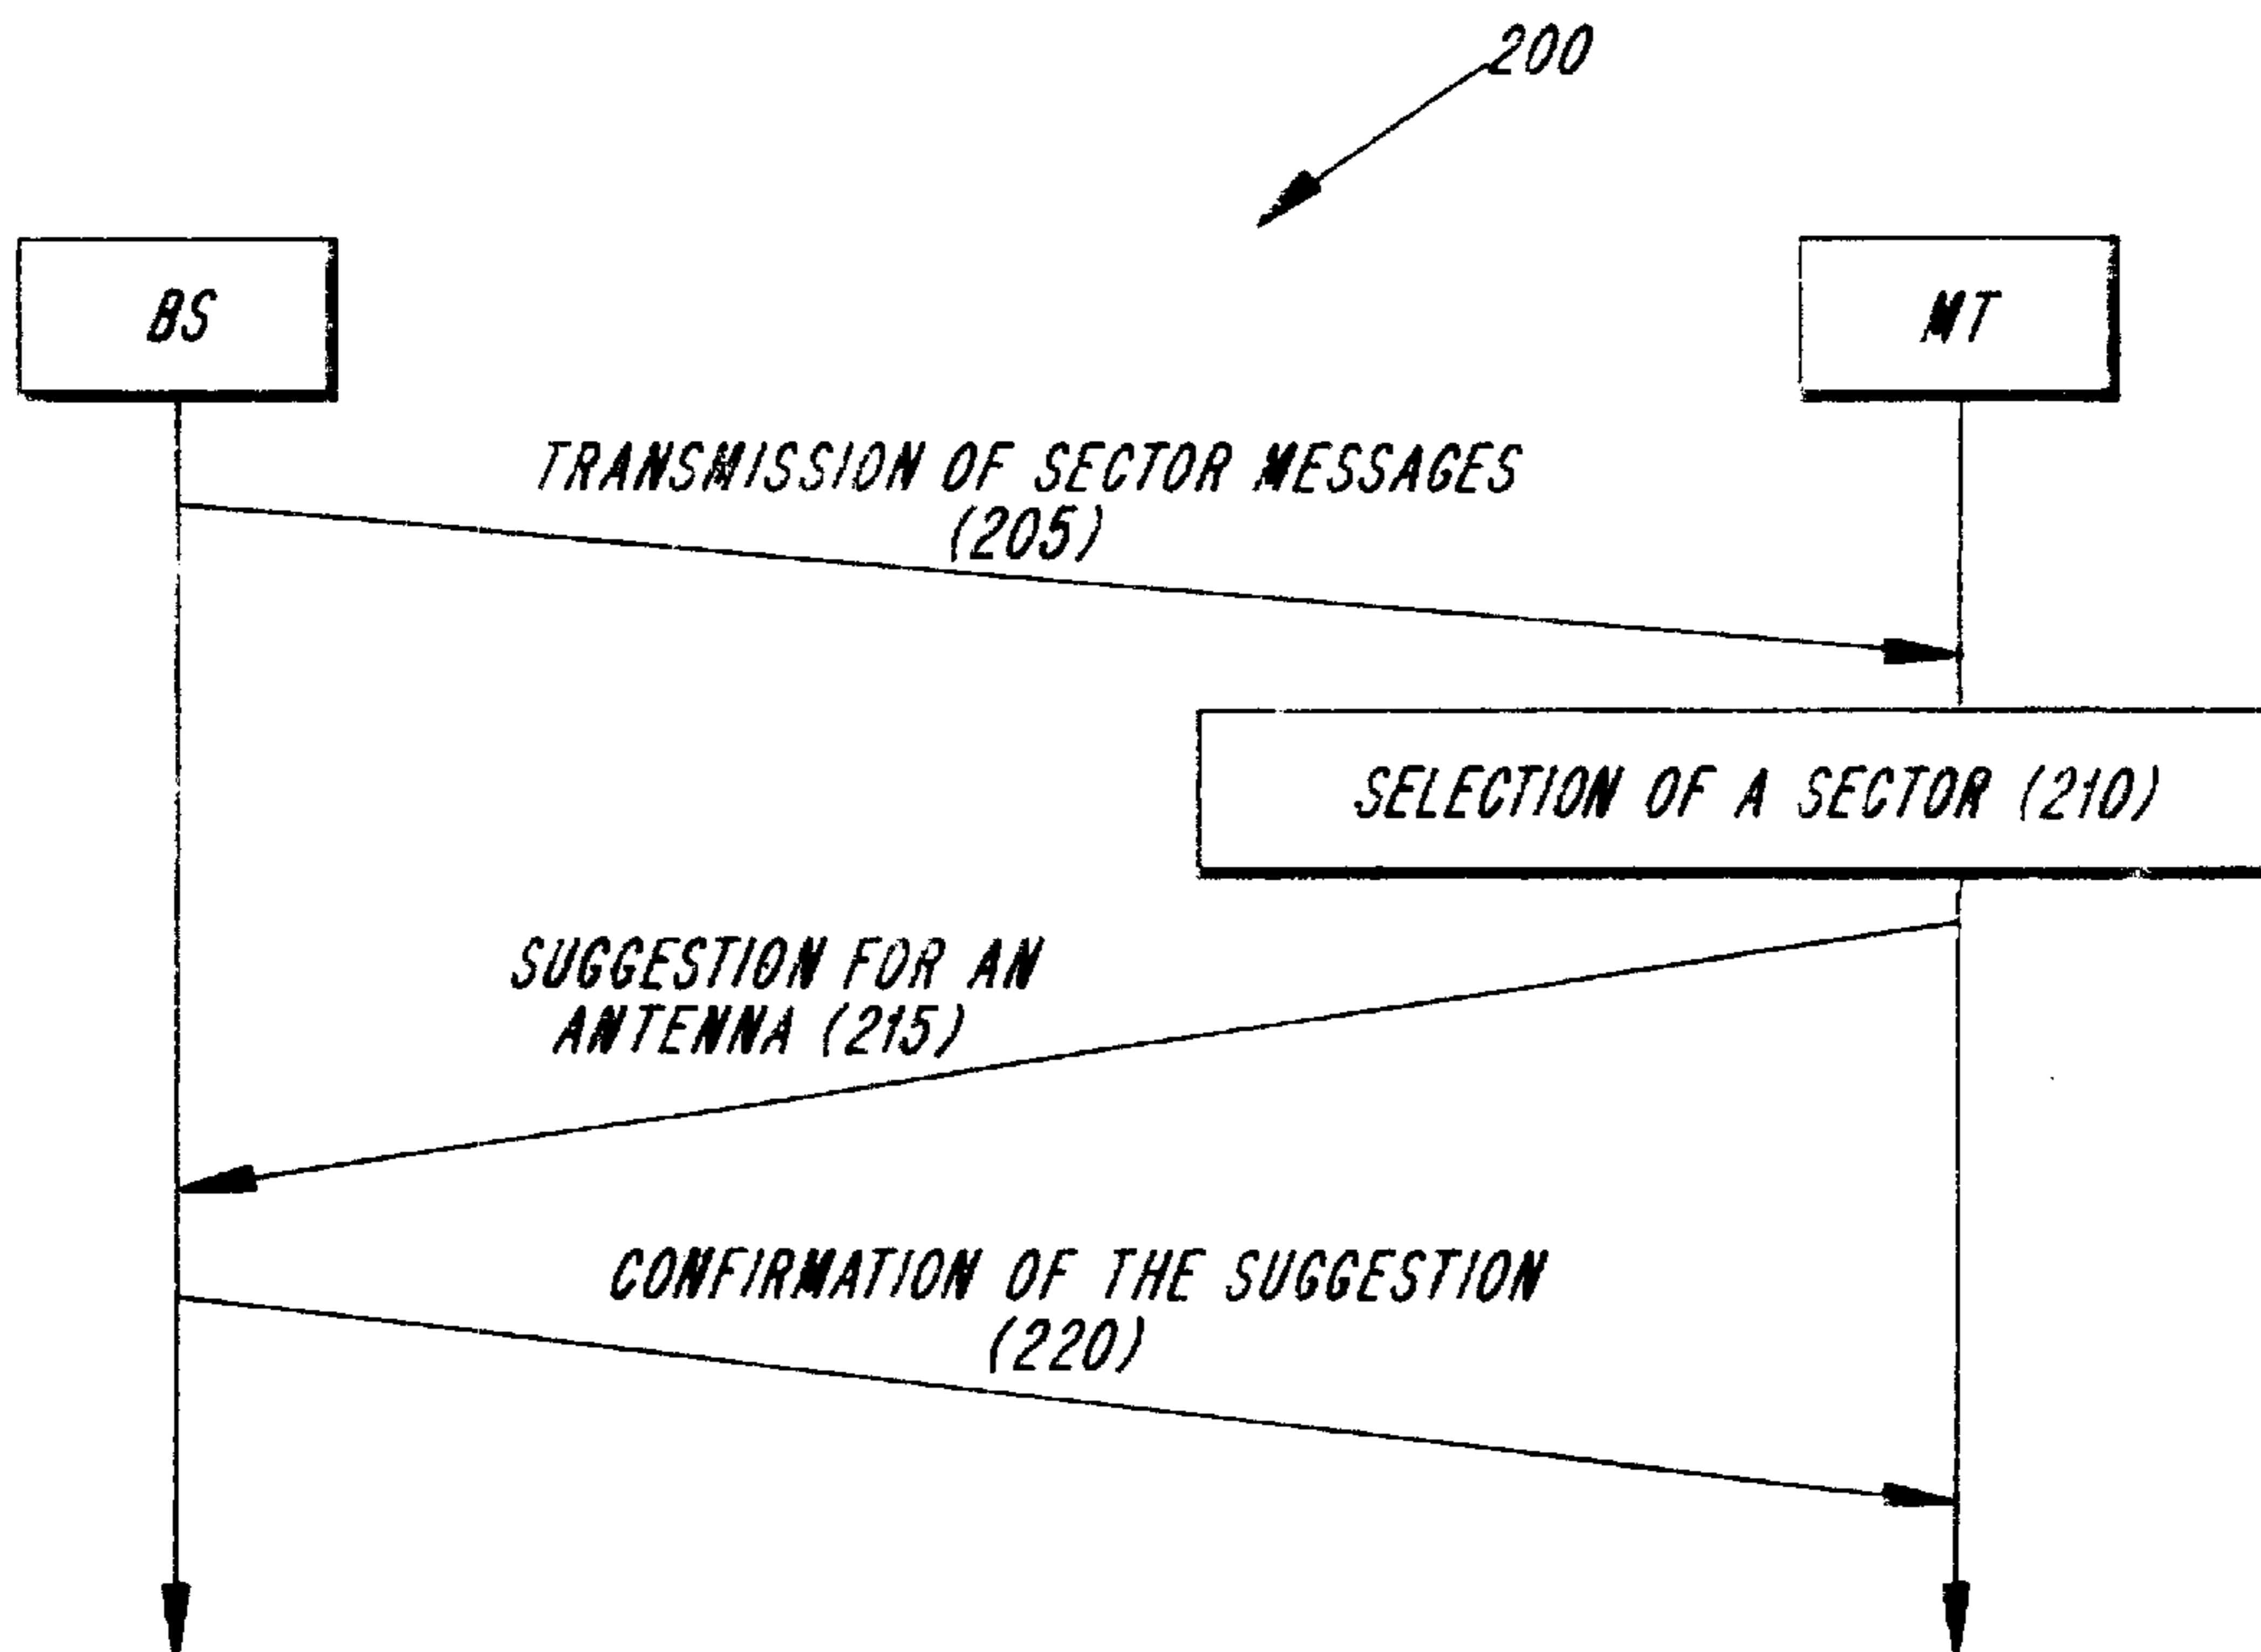 200
BS
MT
TRANSMISSION OF SECTOR MESSAGES
(205)
SELECTION OF A SECTOR (210)
SUGGESTION FOR AN
ANTENNA (215)
CONFIRMATION OF THE SUGGESTION
(220)